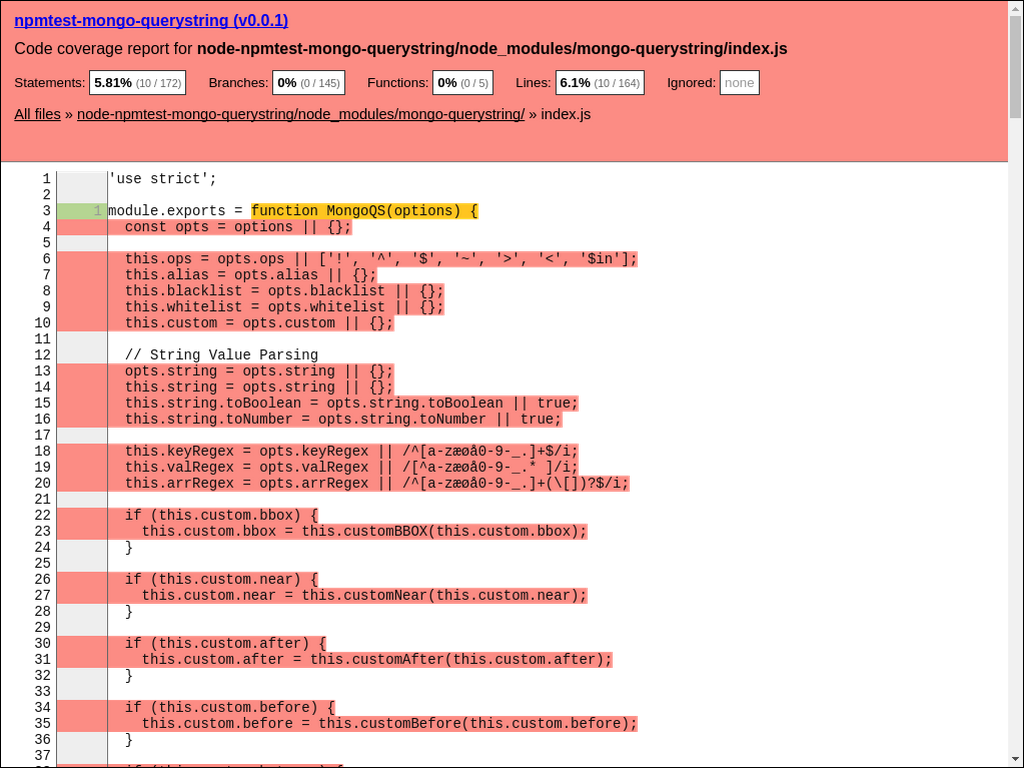 npmtest-mongo-querystring (v0.0.1)
Code coverage report for node-npmtest-mongo-querystring/node_modules/mongo-querystring/index.js
Statements: 5.81% (10 / 172) Branches: 0% (0 / 145) Functions: 0% (0 / 5) Lines: 6.1% (10 / 164) Ignored: none
All files » node-npmtest-mongo-querystring/node_modules/mongo-querystring/ » index.js
1 'use strict';
2
3 1 module.exports = function MongoQS(options) {
4   const opts = options || {};
5
6   this.ops = opts.ops || ['!', '^', '$', '~', '>', '<', '$in'];
7   this.alias = opts.alias || {};
8   this.blacklist = opts.blacklist || {};
9   this.whitelist = opts.whitelist || {};
10   this.custom = opts.custom || {};
11
12   // String Value Parsing
13   opts.string = opts.string || {};
14   this.string = opts.string || {};
15   this.string.toBoolean = opts.string.toBoolean || true;
16   this.string.toNumber = opts.string.toNumber || true;
17
18   this.keyRegex = opts.keyRegex || /^[a-zæøå0-9-_.]+$/i;
19   this.valRegex = opts.valRegex || /[^a-zæøå0-9-_.* ]/i;
20   this.arrRegex = opts.arrRegex || /^[a-zæøå0-9-_.]+(\[])?$/i;
21
22   if (this.custom.bbox) {
23     this.custom.bbox = this.customBBOX(this.custom.bbox);
24   }
25
26   if (this.custom.near) {
27     this.custom.near = this.customNear(this.custom.near);
28   }
29
30   if (this.custom.after) {
31     this.custom.after = this.customAfter(this.custom.after);
32   }
33
34   if (this.custom.before) {
35     this.custom.before = this.customBefore(this.custom.before);
36   }
37